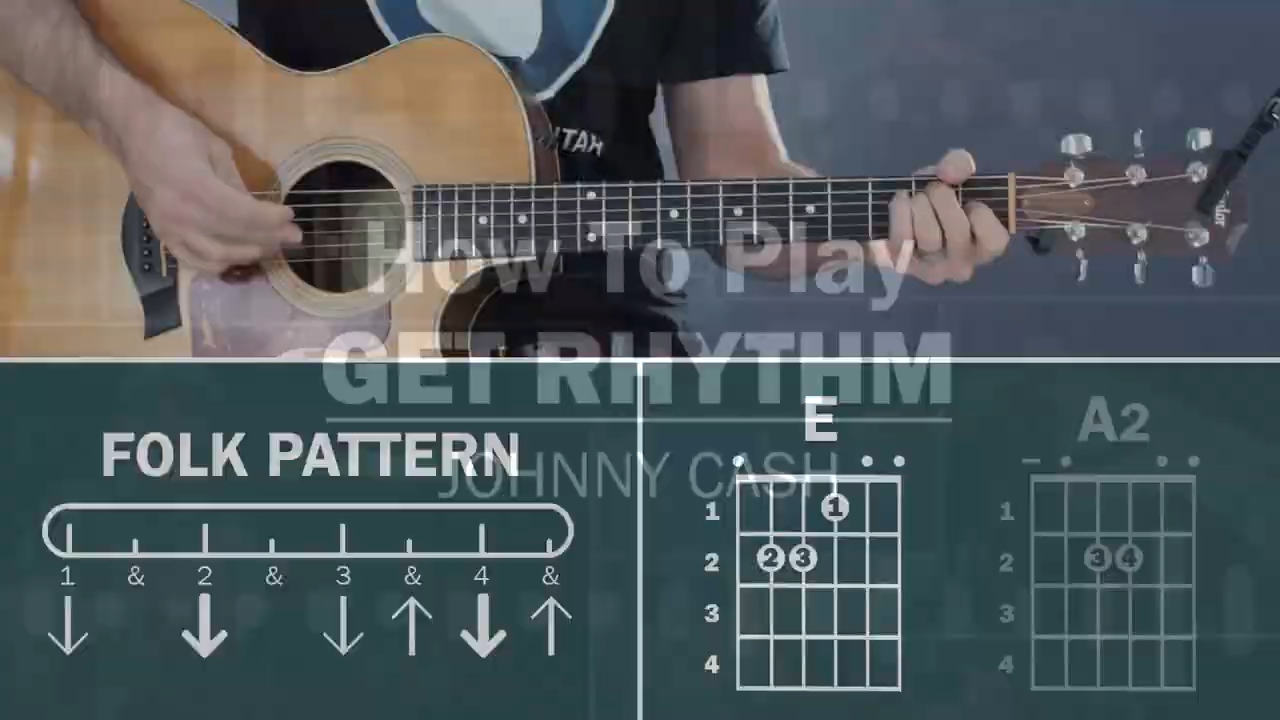 How To Play
GET RHYTHM
JOHNNY CASH
FOLK PATTERN
1 & 2 & 3 & 4 &
E
1
1
2 3
2
3
4
A2
1
3 4
2
3
4